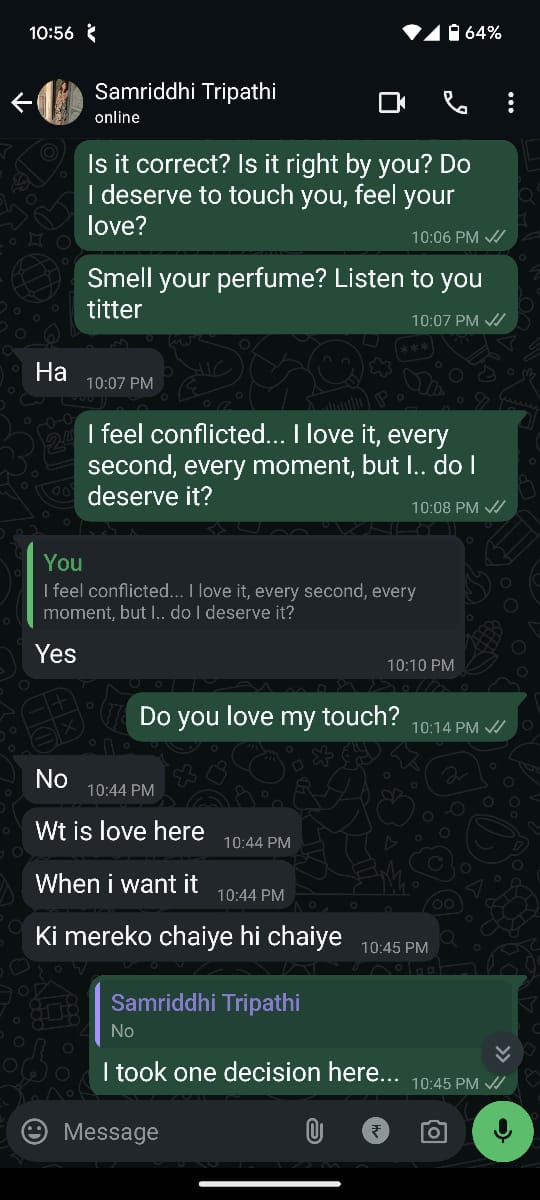 10:56
64%
Samriddhi Tripathi
online
Is it correct? Is it right by you? Do
I deserve to touch you, feel your
love?
10:06 PM
Smell your perfume? Listen to you
titter
10:07 PM
Ha
10:07 PM
I feel conflicted... I love it, every
second, every moment, but I.. do I
deserve it?
10:08 PM
You
I feel conflicted... I love it, every second, every
moment, but I.. do I deserve it?
Yes
10:10 PM
Do you love my touch?
10:14 PM
No
10:44 PM
Wt is love here
10:44 PM
When i want it
10:44 PM
Ki mereko chaiye hi chaiye
10:45 PM
Samriddhi Tripathi
No
I took one decision here...
10:45 PM
Message
₹